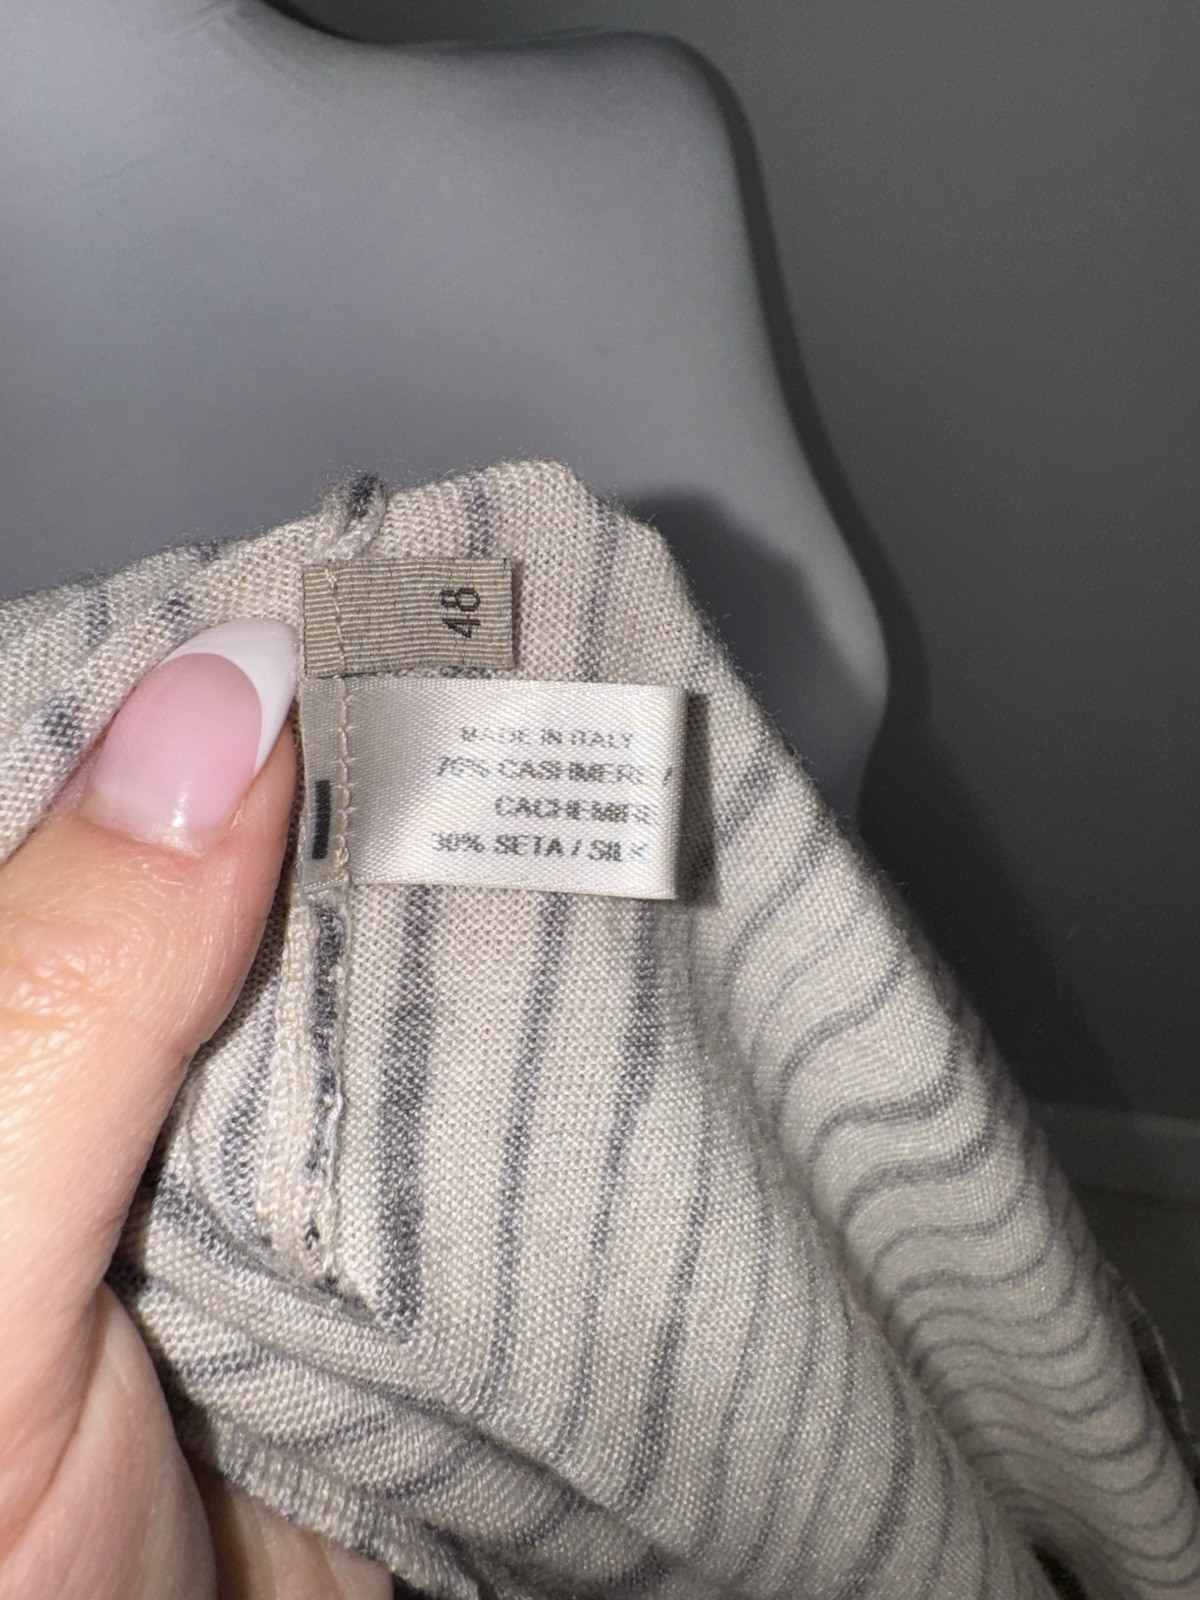 48
MADE IN ITALY
70% CASHMERE /
CACHEMIRE
30% SETA / SILK